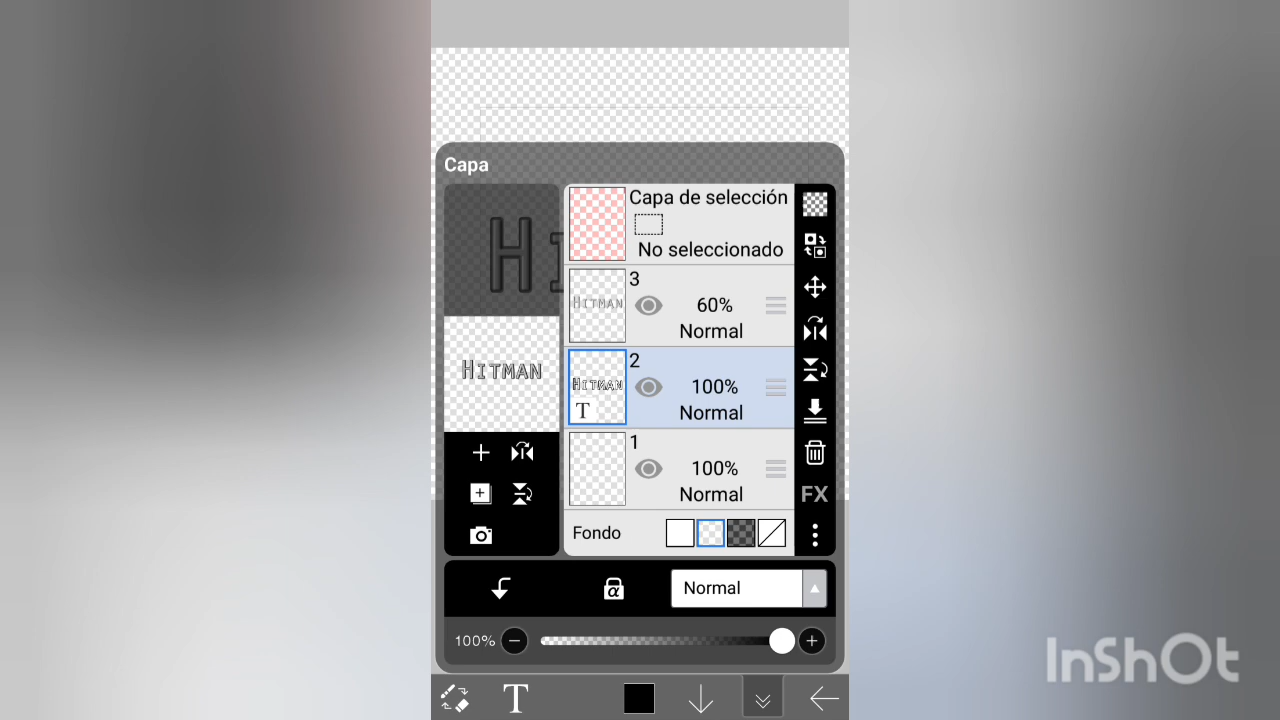 Capa
Hi
HITMAN
Capa de selección
No seleccionado
3
HITMAN
60%
Normal
2
HITMAN
T
100%
Normal
1
100%
Normal
FX
Fondo
α
Normal
100%
T
InShOt